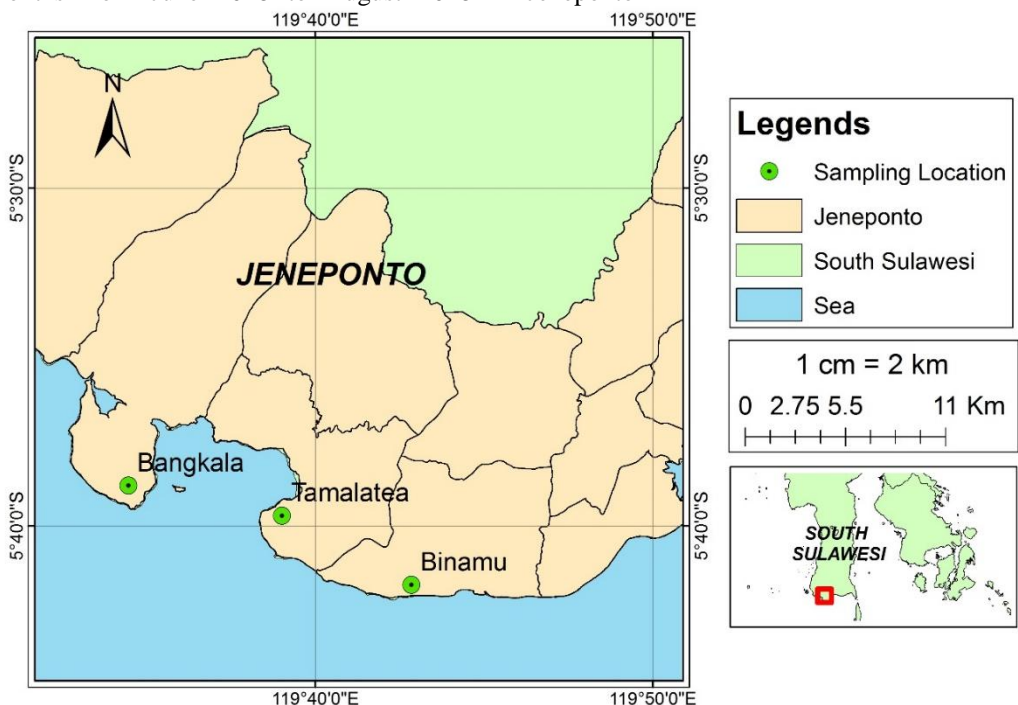 119°40'0"E
119°50'0"E
N
5°30'0"S
5°30'0"S
JENEPONTO
Bangkala
Tamalatea
Binamu
5°40'0"S
5°40'0"S
119°40'0"E
119°50'0"E
Legends
Sampling Location
Jeneponto
South Sulawesi
Sea
1 cm = 2 km
0 2.75 5.5 11 Km
SOUTH
SULAWESI